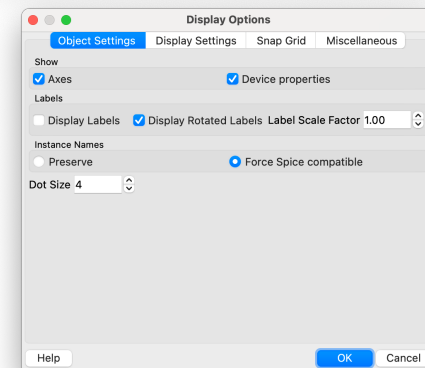 Display Options
Object Settings Display Settings Snap Grid Miscellaneous
Show
Axes Device properties
Labels
Display Labels Display Rotated Labels Label Scale Factor 1.00
Instance Names
Preserve Force Spice compatible
Dot Size 4
Help OK Cancel